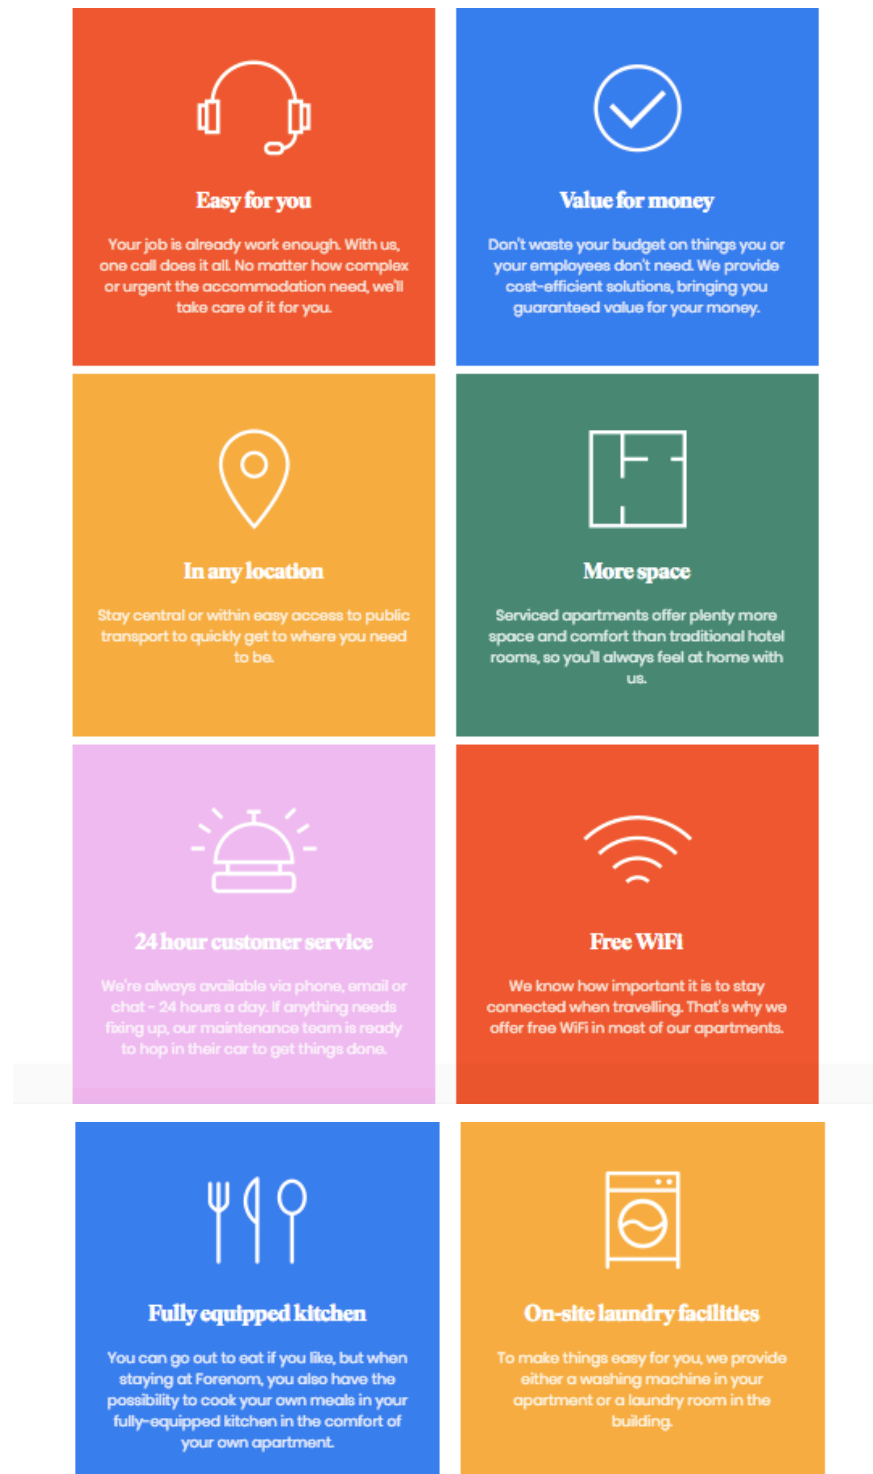 Easy for you
Your job is already work enough. With us,
one call does it all. No matter how complex
or urgent the accommodation need, we'll
take care of it for you.
Value for money
Don't waste your budget on things you or
your employees don't need. We provide
cost-efficient solutions, bringing you
guaranteed value for your money.
In any location
Stay central or within easy access to public
transport to quickly get to where you need
to be.
More space
Serviced apartments offer plenty more
space and comfort than traditional hotel
rooms, so you'll always feel at home with
us.
24 hour customer service
We're always available via phone, email or
chat - 24 hours a day. If anything needs
fixing up, our maintenance team is ready
to hop in their car to get things done.
Free WiFi
We know how important it is to stay
connected when travelling. That's why we
offer free WiFi in most of our apartments.
Fully equipped kitchen
You can go out to eat if you like, but when
staying at Forenom, you also have the
possibility to cook your own meals in your
fully-equipped kitchen in the comfort of
your own apartment.
On-site laundry facilities
To make things easy for you, we provide
either a washing machine in your
apartment or a laundry room in the
building.